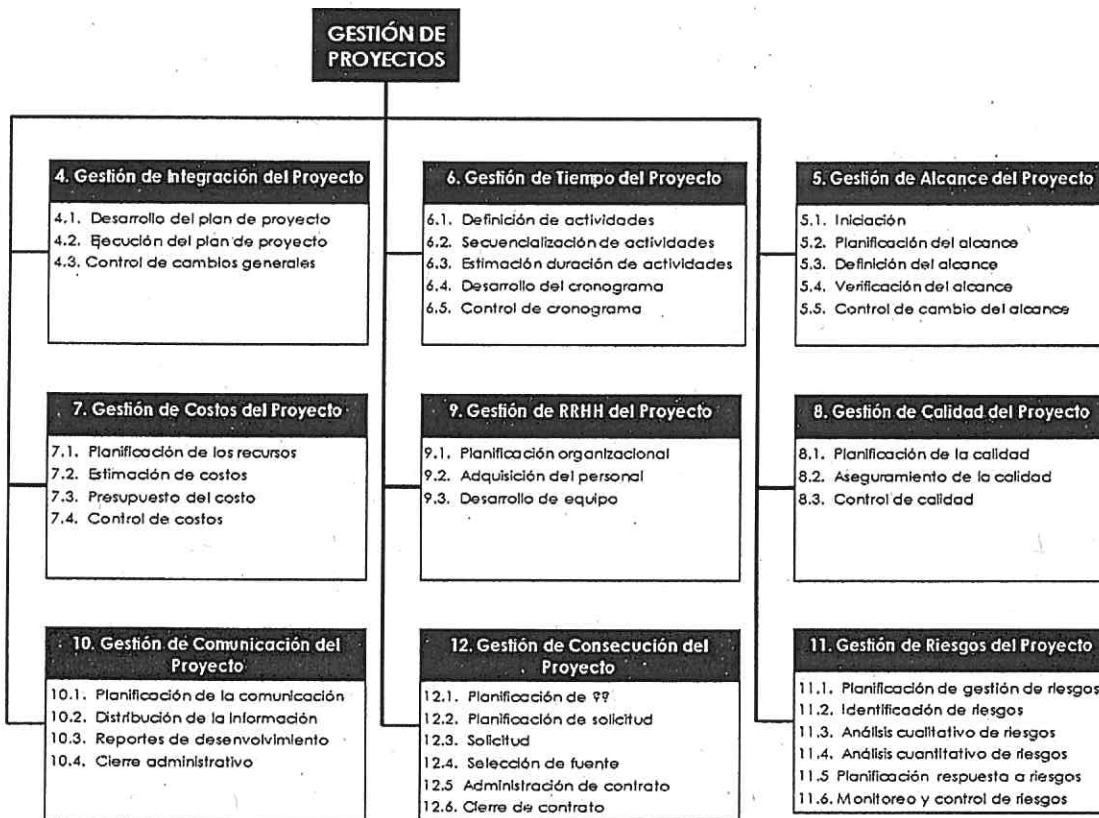 GESTIÓN DE
PROYECTOS
4. Gestión de Integración del Proyecto
4.1. Desarrollo del plan de proyecto
4.2. Ejecución del plan de proyecto
4.3. Control de cambios generales
6. Gestión de Tiempo del Proyecto
6.1. Definición de actividades
6.2. Secuencialización de actividades
6.3. Estimación duración de actividades
6.4. Desarrollo del cronograma
6.5. Control de cronograma
5. Gestión de Alcance del Proyecto
5.1. Iniciación
5.2. Planificación del alcance
5.3. Definición del alcance
5.4. Verificación del alcance
5.5. Control de cambio del alcance
7. Gestión de Costos del Proyecto
7.1. Planificación de los recursos
7.2. Estimación de costos
7.3. Presupuesto del costo
7.4. Control de costos
9. Gestión de RRHH del Proyecto
9.1. Planificación organizacional
9.2. Adquisición del personal
9.3. Desarrollo de equipo
8. Gestión de Calidad del Proyecto
8.1. Planificación de la calidad
8.2. Aseguramiento de la calidad
8.3. Control de calidad
10. Gestión de Comunicación del
Proyecto
10.1. Planificación de la comunicación
10.2. Distribución de la Información
10.3. Reportes de desenvolvimiento
10.4. Cierre administrativo
12. Gestión de Consecución del
Proyecto
12.1. Planificación de ??
12.2. Planificación de solicitud
12.3. Solicitud
12.4. Selección de fuente
12.5 Administración de contrato
12.6. Cierre de contrato
11. Gestión de Riesgos del Proyecto
11.1. Planificación de gestión de riesgos
11.2. Identificación de riesgos
11.3. Análisis cualitativo de riesgos
11.4. Análisis cuantitativo de riesgos
11.5 Planificación respuesta a riesgos
11.6. Monitoreo y control de riesgos